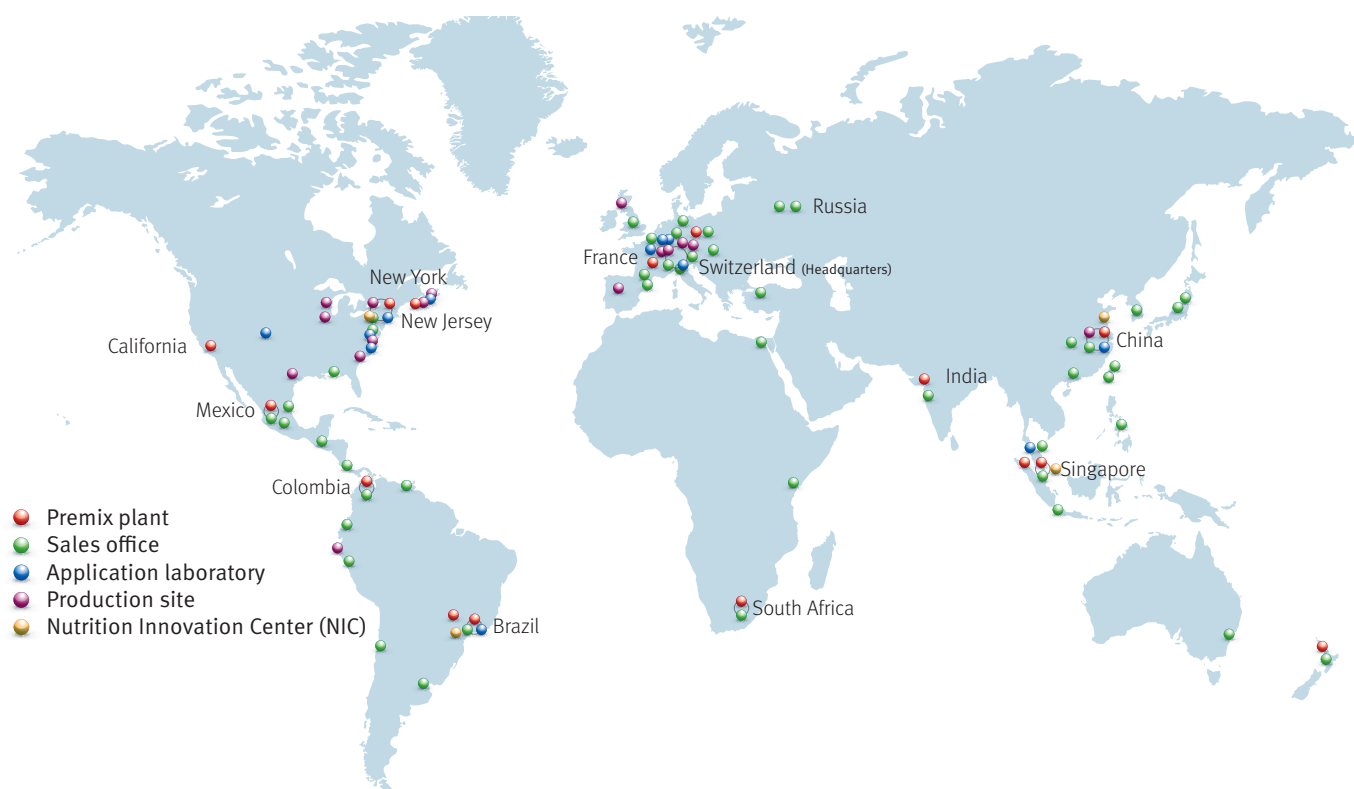 Russia
France
Switzerland (Headquarters)
New York
New Jersey
California
China
India
Mexico
Singapore
Colombia
Premix plant
Sales office
Application laboratory
Production site
Nutrition Innovation Center (NIC)
South Africa
Brazil